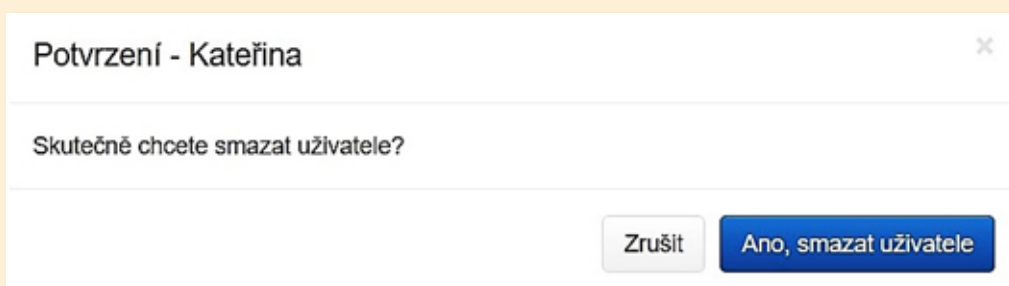 Potvrzení - Kateřina
Skutečně chcete smazat uživatele?
Zrušit
Ano, smazat uživatele